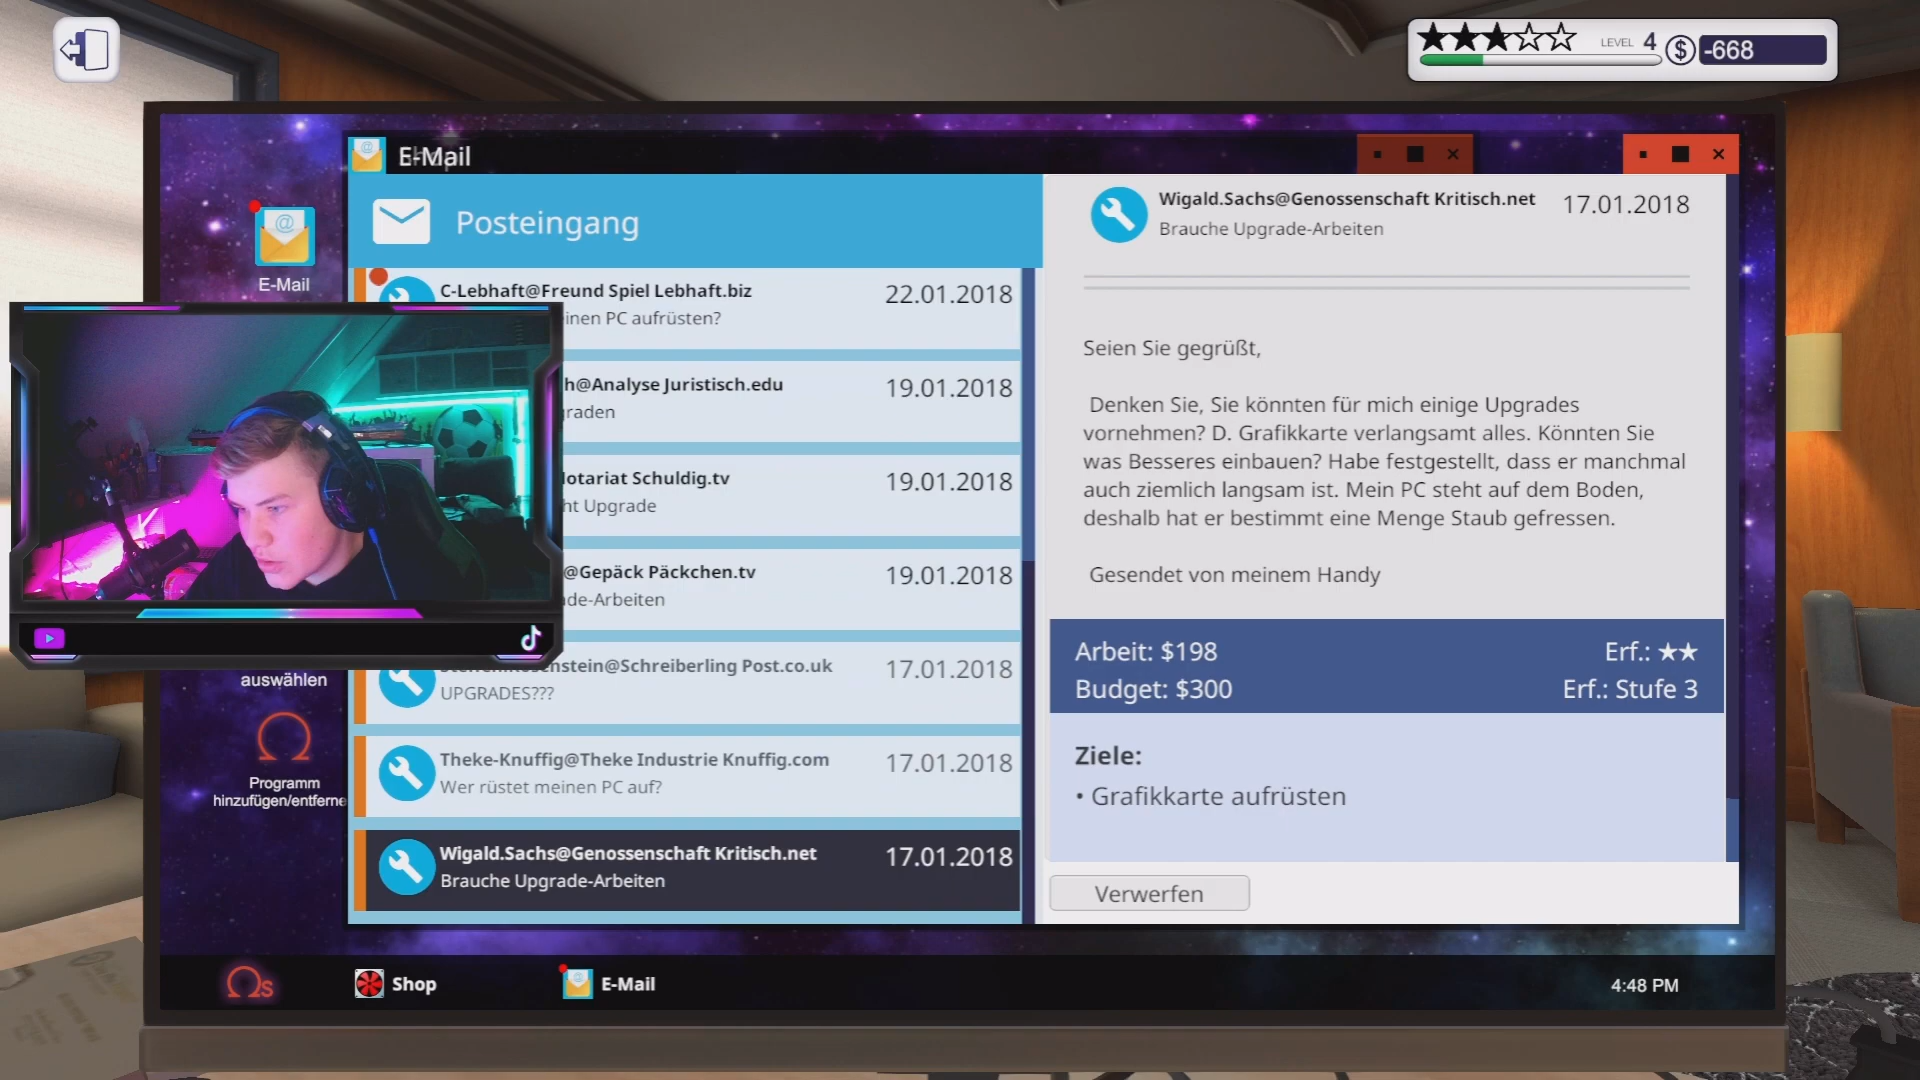 LEVEL 4 $ -668
E-Mail
E-Mail
Posteingang
C-Lebhaft@Freund Spiel Lebhaft.biz 22.01.2018
inen PC aufrüsten?
h@Analyse Juristisch.edu 19.01.2018
graden
Notariat Schuldig.tv 19.01.2018
ht Upgrade
@Gepäck Päckchen.tv 19.01.2018
de-Arbeiten
nstein@Schreiberling Post.co.uk 17.01.2018
UPGRADES???
Theke-Knuffig@Theke Industrie Knuffig.com 17.01.2018
Wer rüstet meinen PC auf?
Wigald.Sachs@Genossenschaft Kritisch.net 17.01.2018
Brauche Upgrade-Arbeiten
Wigald.Sachs@Genossenschaft Kritisch.net 17.01.2018
Brauche Upgrade-Arbeiten
Seien Sie gegrüßt,
Denken Sie, Sie könnten für mich einige Upgrades
vornehmen? D. Grafikkarte verlangsamt alles. Könnten Sie
was Besseres einbauen? Habe festgestellt, dass er manchmal
auch ziemlich langsam ist. Mein PC steht auf dem Boden,
deshalb hat er bestimmt eine Menge Staub gefressen.
Gesendet von meinem Handy
Arbeit: $198 Erf.: ★★
Budget: $300 Erf.: Stufe 3
Ziele:
• Grafikkarte aufrüsten
Verwerfen
auswählen
Programm
hinzufügen/entferne
Ωs Shop E-Mail 4:48 PM